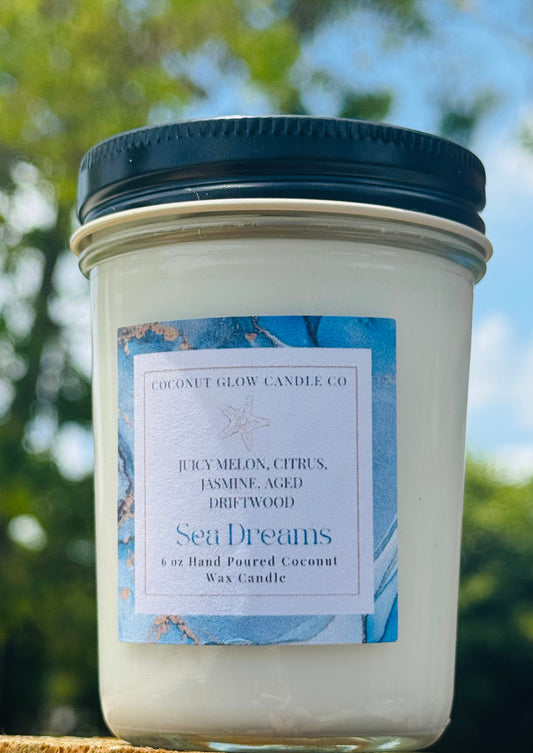 COCONUT GLOW CANDLE CO
JUICY MELON, CITRUS,
JASMINE, AGED
DRIFTWOOD
Sea Dreams
6 oz Hand Poured Coconut
Wax Candle